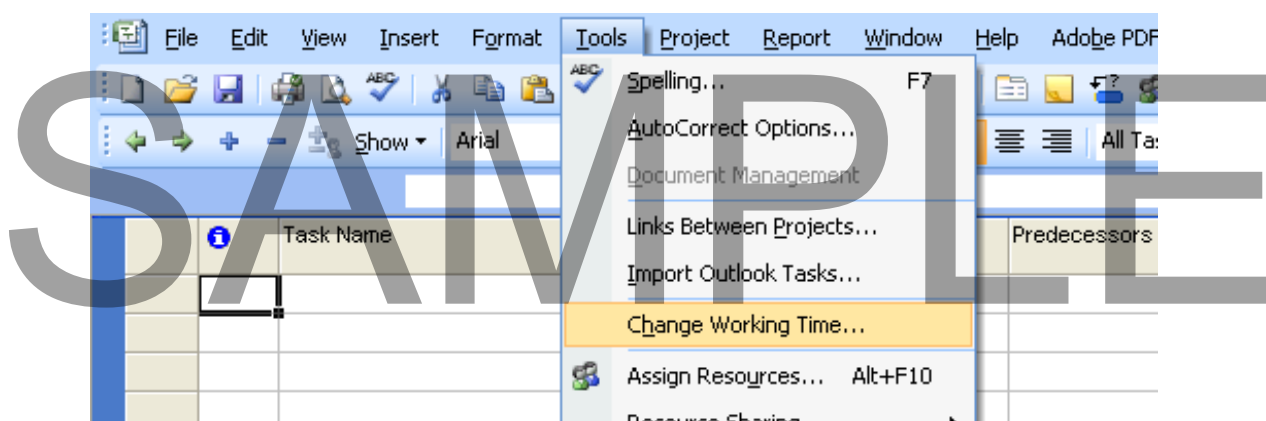 File Edit View Insert Format Tools Project Report Window Help Adobe PDF
Spelling... F7
Show Arial AutoCorrect Options... All Tas
Document Management
Task Name Links Between Projects... Predecessors
Import Outlook Tasks...
Change Working Time...
Assign Resources... Alt+F10
Resource Sharing
SAMPLE